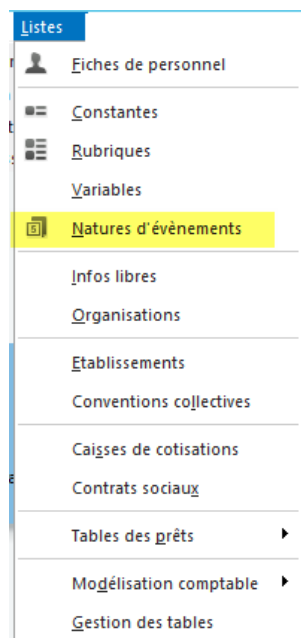 Listes
Fiches de personnel
Constantes
Rubriques
Variables
Natures d'évènements
Infos libres
Organisations
Etablissements
Conventions collectives
Caisses de cotisations
Contrats sociaux
Tables des prêts
Modélisation comptable
Gestion des tables